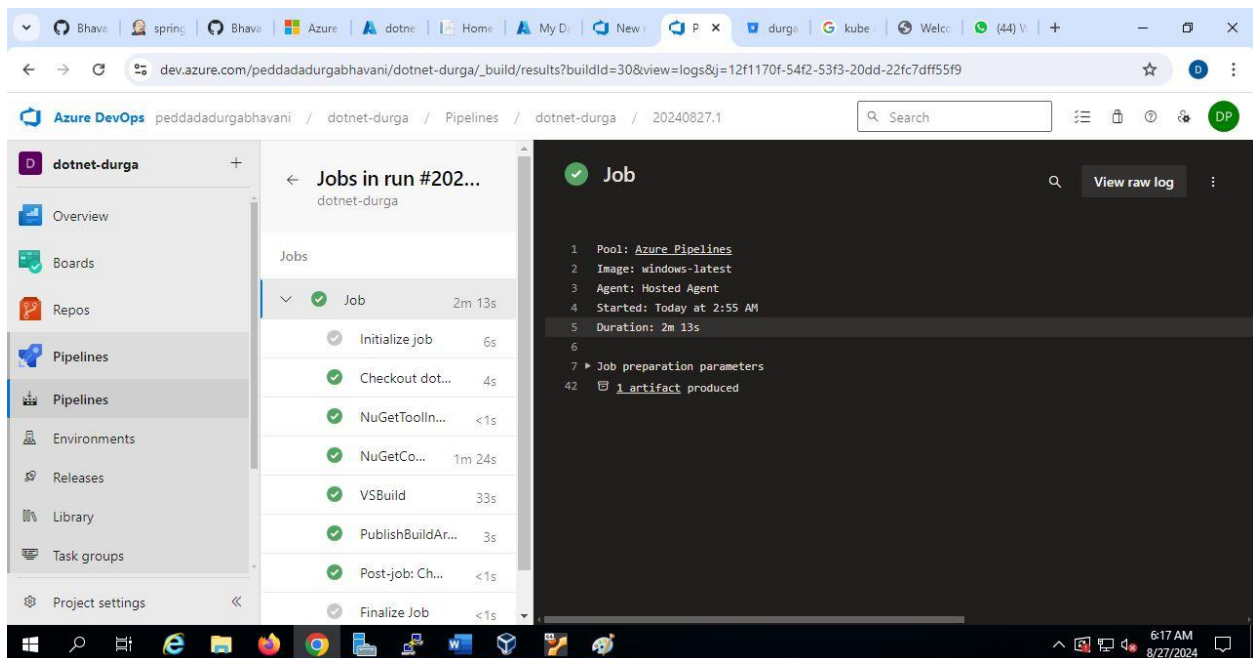 Bhava
spring
Bhava
Azure
dotne
Home
My Da
New
P
durga
kube
Welcc
(44) V
dev.azure.com/peddadadurgabhavani/dotnet-durga/_build/results?buildId=30&view=logs&j=12f1170f-54f2-53f3-20dd-22fc7dff55f9
D
Azure DevOps peddadadurgabhavani / dotnet-durga / Pipelines / dotnet-durga / 20240827.1
Search
DP
D dotnet-durga
Overview
Boards
Repos
Pipelines
Pipelines
Environments
Releases
Library
Task groups
Project settings
Jobs in run #202...
dotnet-durga
Jobs
Job 2m 13s
Initialize job 6s
Checkout dot... 4s
NuGetToolIn... <1s
NuGetCo... 1m 24s
VSBuild 33s
PublishBuildAr... 3s
Post-job: Ch... <1s
Finalize Job <1s
Job
View raw log
1 Pool: Azure Pipelines
2 Image: windows-latest
3 Agent: Hosted Agent
4 Started: Today at 2:55 AM
5 Duration: 2m 13s
6
7 Job preparation parameters
42 1 artifact produced
6:17 AM
8/27/2024